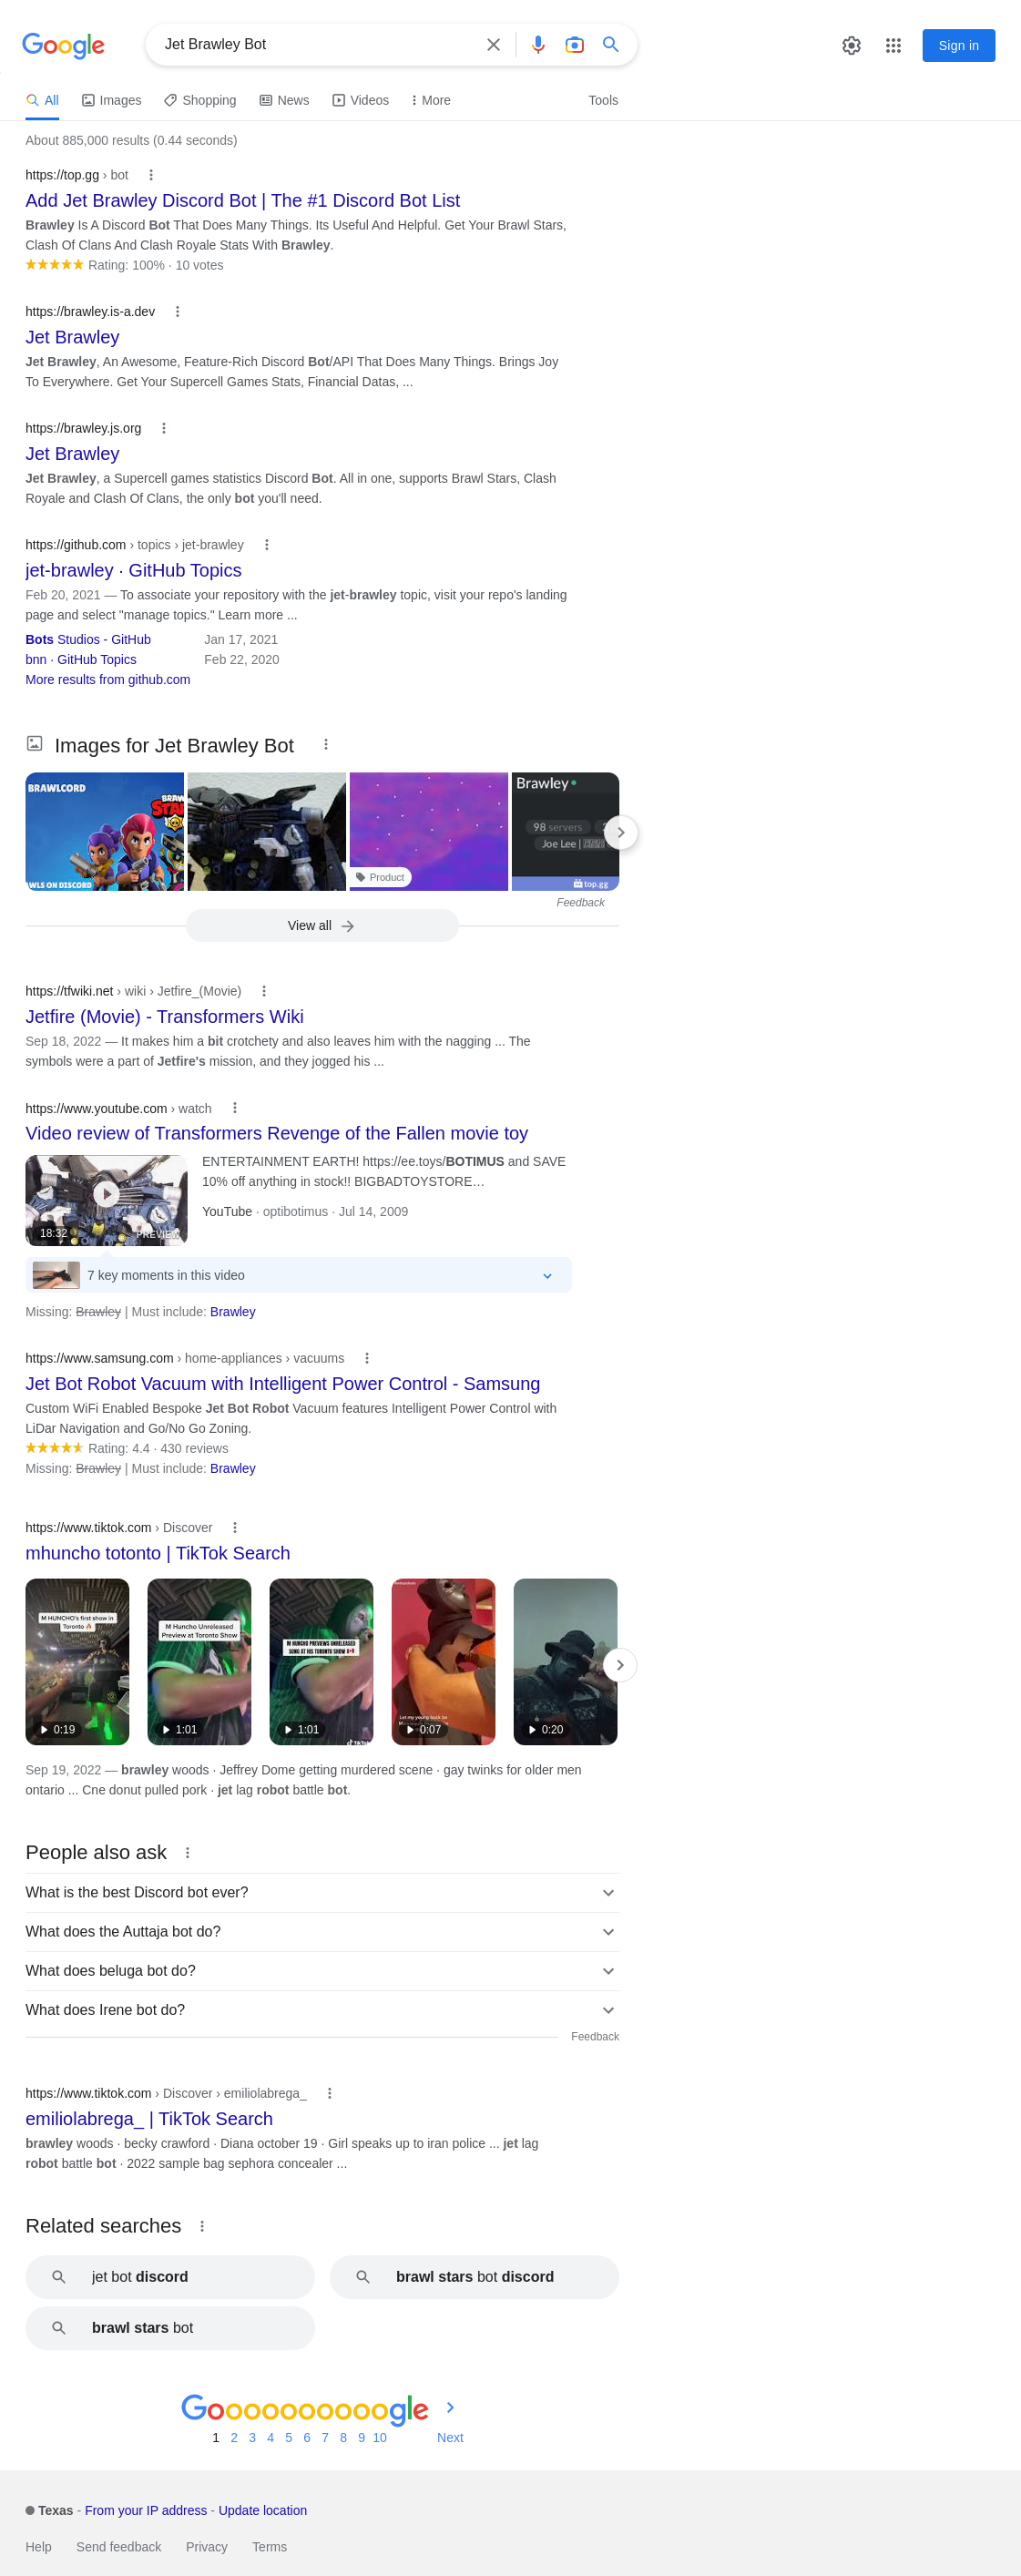 Google
Jet Brawley Bot
Sign in
All
Images
Shopping
News
Videos
More
Tools
About 885,000 results (0.44 seconds)
https://top.gg › bot
Add Jet Brawley Discord Bot | The #1 Discord Bot List
Brawley Is A Discord Bot That Does Many Things. Its Useful And Helpful. Get Your Brawl Stars,
Clash Of Clans And Clash Royale Stats With Brawley.
Rating: 100% · 10 votes
https://brawley.is-a.dev
Jet Brawley
Jet Brawley, An Awesome, Feature-Rich Discord Bot/API That Does Many Things. Brings Joy
To Everywhere. Get Your Supercell Games Stats, Financial Datas, ...
https://brawley.js.org
Jet Brawley
Jet Brawley, a Supercell games statistics Discord Bot. All in one, supports Brawl Stars, Clash
Royale and Clash Of Clans, the only bot you'll need.
https://github.com › topics › jet-brawley
jet-brawley · GitHub Topics
Feb 20, 2021 — To associate your repository with the jet-brawley topic, visit your repo's landing
page and select "manage topics." Learn more ...
Bots Studios - GitHub
Jan 17, 2021
bnn · GitHub Topics
Feb 22, 2020
More results from github.com
Images for Jet Brawley Bot
BRAWLCORD
BRAW
STA
WLS ON DISCORD
Product
Brawley
98 servers
Joe Lee |
top.gg
Feedback
View all
https://tfwiki.net › wiki › Jetfire_(Movie)
Jetfire (Movie) - Transformers Wiki
Sep 18, 2022 — It makes him a bit crotchety and also leaves him with the nagging ... The
symbols were a part of Jetfire's mission, and they jogged his ...
https://www.youtube.com › watch
Video review of Transformers Revenge of the Fallen movie toy
18:32
PREVIEW
ENTERTAINMENT EARTH! https://ee.toys/BOTIMUS and SAVE
10% off anything in stock!! BIGBADTOYSTORE…
YouTube · optibotimus · Jul 14, 2009
7 key moments in this video
Missing: Brawley | Must include: Brawley
https://www.samsung.com › home-appliances › vacuums
Jet Bot Robot Vacuum with Intelligent Power Control - Samsung
Custom WiFi Enabled Bespoke Jet Bot Robot Vacuum features Intelligent Power Control with
LiDar Navigation and Go/No Go Zoning.
Rating: 4.4 · 430 reviews
Missing: Brawley | Must include: Brawley
https://www.tiktok.com › Discover
mhuncho totonto | TikTok Search
M HUNCHO's first show in
Toronto 🔥
0:19
M Huncho Unreleased
Preview at Toronto Show
1:01
M HUNCHO PREVIEWS UNRELEASED
SONG AT HIS TORONTO SHOW
1:01
0:07
0:20
Sep 19, 2022 — brawley woods · Jeffrey Dome getting murdered scene · gay twinks for older men
ontario ... Cne donut pulled pork · jet lag robot battle bot.
People also ask
What is the best Discord bot ever?
What does the Auttaja bot do?
What does beluga bot do?
What does Irene bot do?
Feedback
https://www.tiktok.com › Discover › emiliolabrega_
emiliolabrega_ | TikTok Search
brawley woods · becky crawford · Diana october 19 · Girl speaks up to iran police ... jet lag
robot battle bot · 2022 sample bag sephora concealer ...
Related searches
jet bot discord
brawl stars bot discord
brawl stars bot
Goooooooooogle
1 2 3 4 5 6 7 8 9 10 Next
Texas - From your IP address - Update location
Help Send feedback Privacy Terms